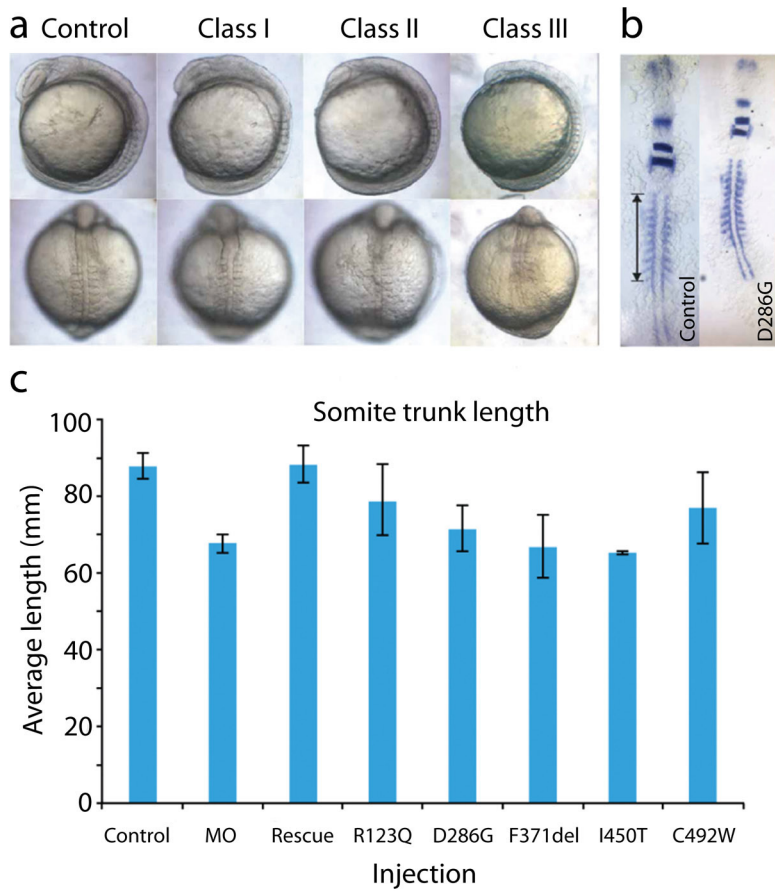 a
Control
Class I
Class II
Class III
b
Control
D286G
c
Somite trunk length
Average length (mm)
100
80
60
40
20
0
Control
MO
Rescue
R123Q
D286G
F371del
I450T
C492W
Injection